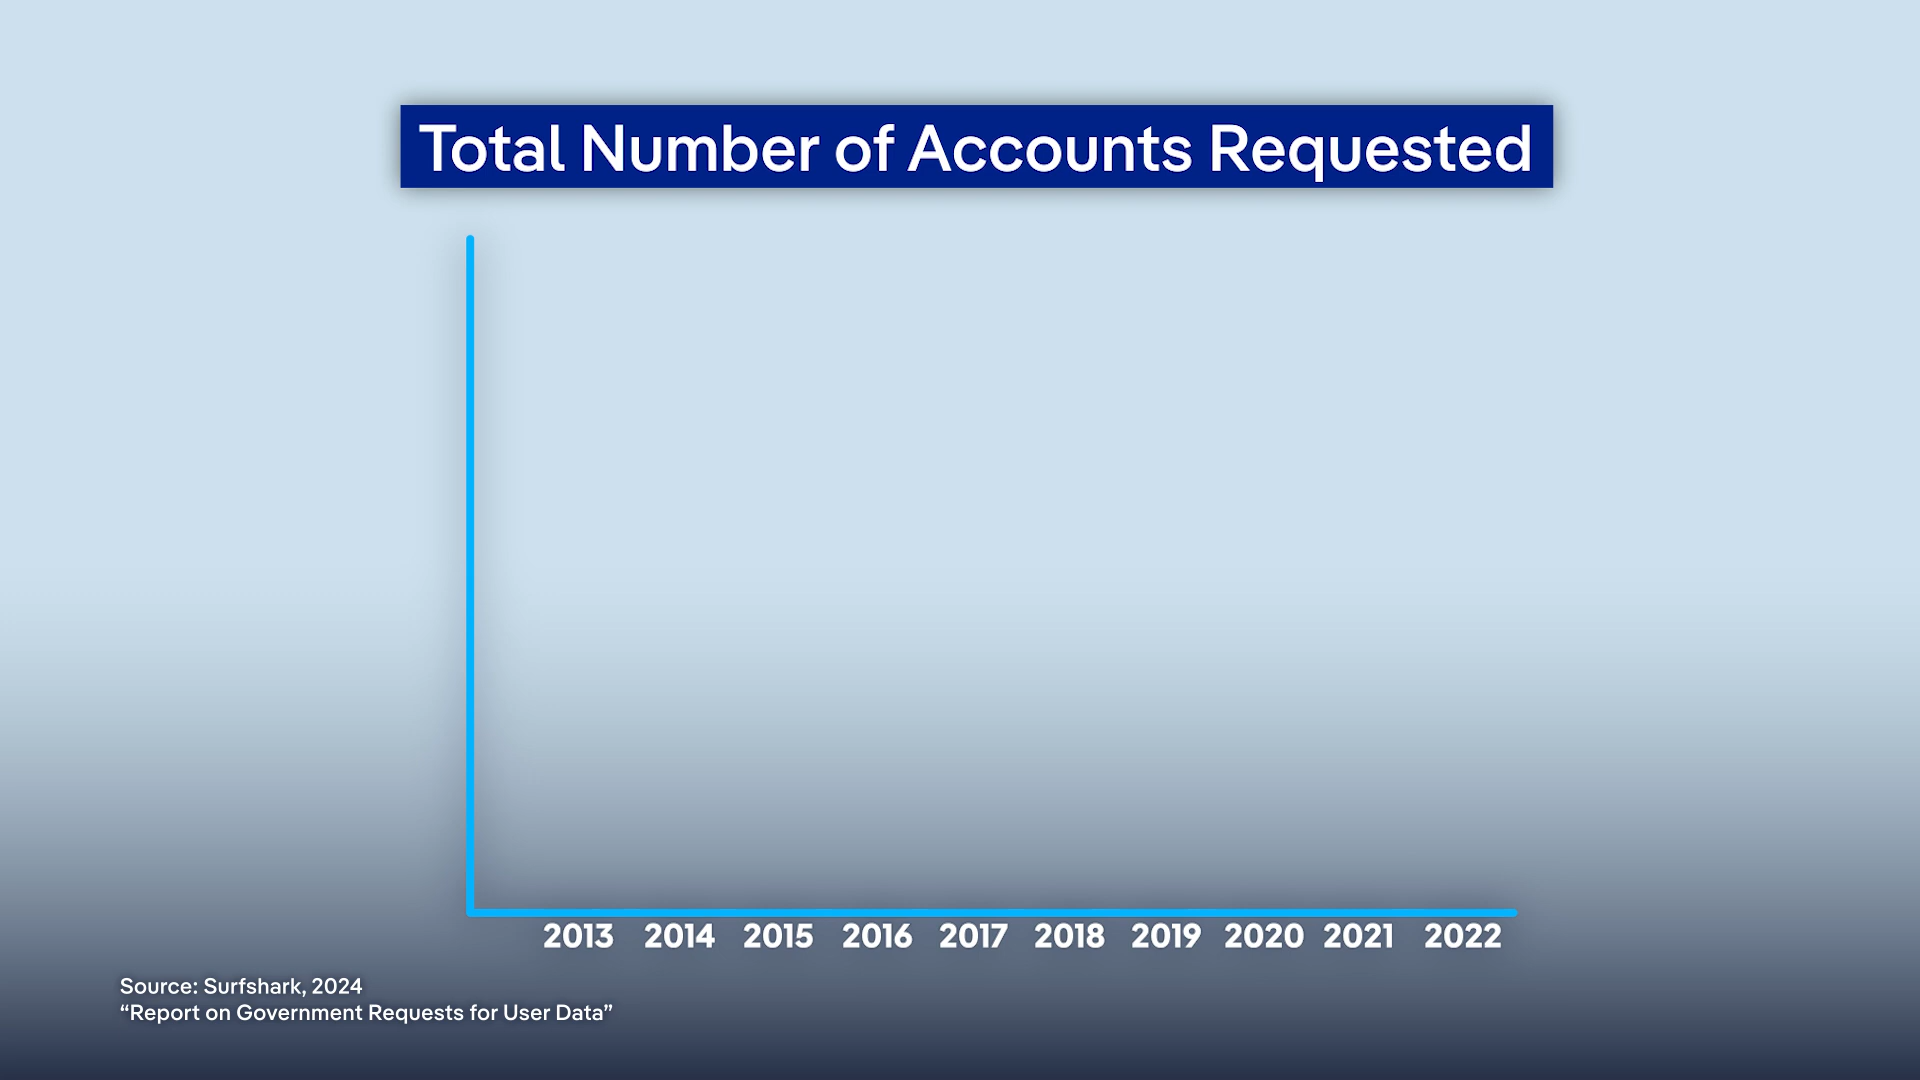 Total Number of Accounts Requested
2013 2014 2015 2016 2017 2018 2019 2020 2021 2022
Source: Surfshark, 2024
“Report on Government Requests for User Data”